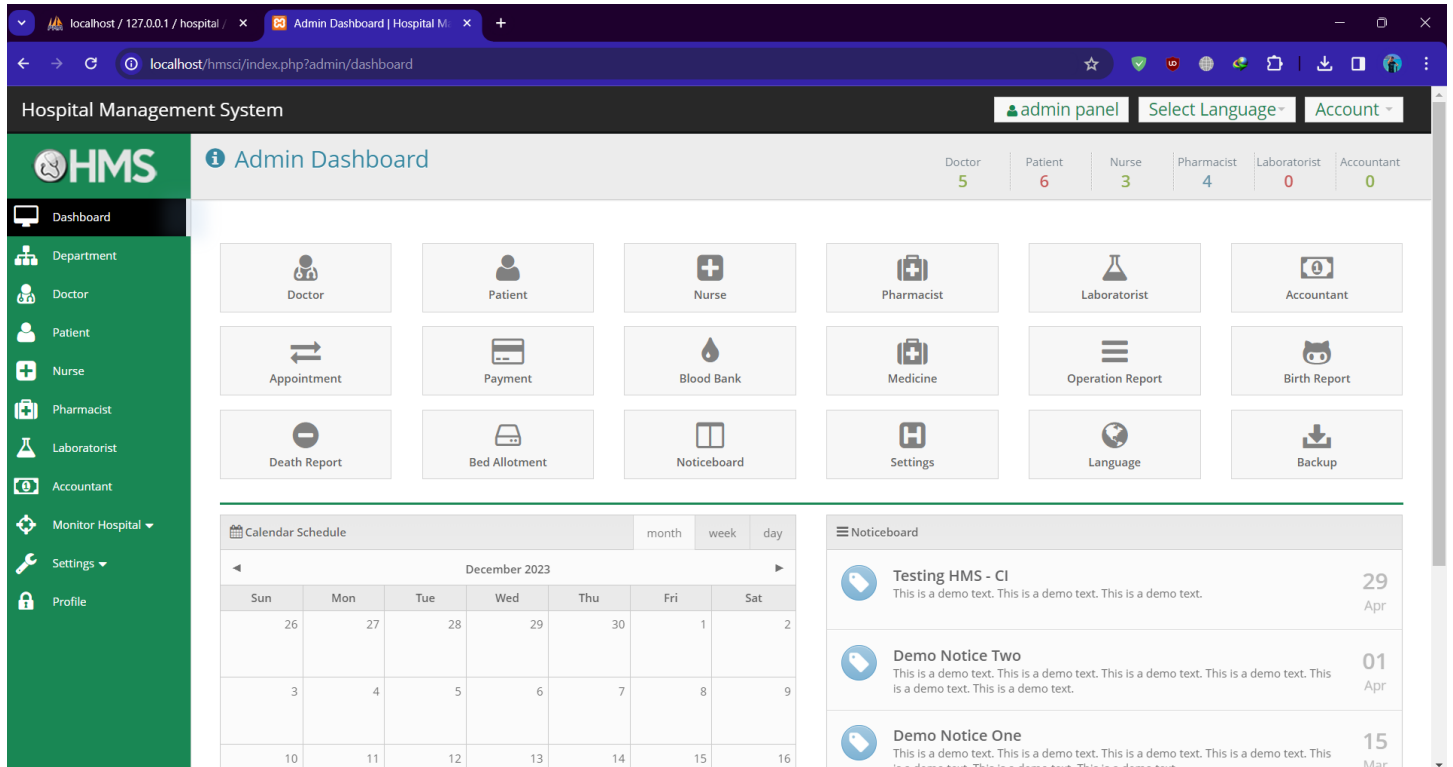 localhost / 127.0.0.1 / hospital /
Admin Dashboard | Hospital Ma
localhost/hmsci/index.php?admin/dashboard
Hospital Management System
admin panel
Select Language
Account
HMS
Admin Dashboard
Doctor Patient Nurse Pharmacist Laboratorist Accountant
5 6 3 4 0 0
Dashboard
Department
Doctor
Patient
Nurse
Pharmacist
Laboratorist
Accountant
Monitor Hospital
Settings
Profile
Doctor Patient Nurse Pharmacist Laboratorist Accountant
Appointment Payment Blood Bank Medicine Operation Report Birth Report
Death Report Bed Allotment Noticeboard Settings Language Backup
Calendar Schedule month week day
December 2023
Sun Mon Tue Wed Thu Fri Sat
26 27 28 29 30 1 2
3 4 5 6 7 8 9
10 11 12 13 14 15 16
Noticeboard
Testing HMS - CI
This is a demo text. This is a demo text. This is a demo text.
29
Apr
Demo Notice Two
This is a demo text. This is a demo text. This is a demo text. This is a demo text. This
is a demo text. This is a demo text.
01
Apr
Demo Notice One
This is a demo text. This is a demo text. This is a demo text. This is a demo text. This
15
Mar